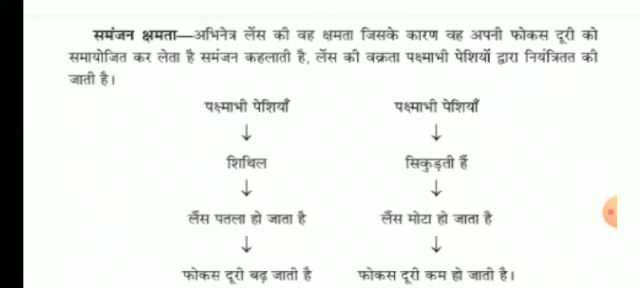 समंजन क्षमता—अभिनेत्र लेंस की वह क्षमता जिसके कारण वह अपनी फोकस दूरी को
समायोजित कर लेता है समंजन कहलाती है, लेंस की वक्रता पक्ष्माभी पेशियों द्वारा नियंत्रितत की
जाती है।
पक्ष्माभी पेशियाँ पक्ष्माभी पेशियाँ
↓ ↓
शिथिल सिकुड़ती हैं
↓ ↓
लैंस पतला हो जाता है लैंस मोटा हो जाता है
↓ ↓
फोकस दूरी बढ़ जाती है फोकस दूरी कम हो जाती है।